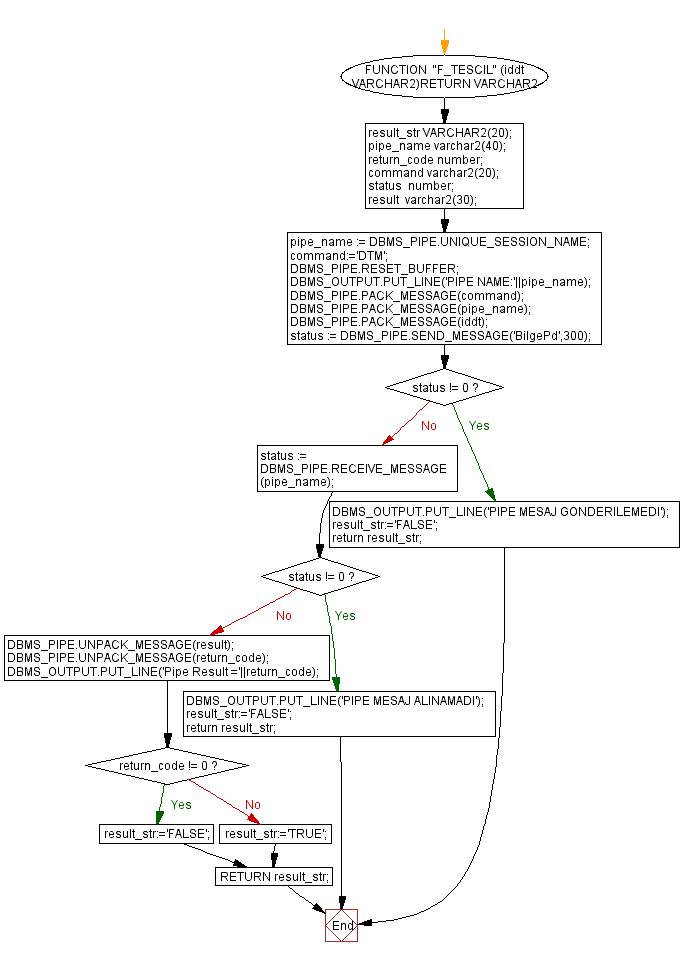 FUNCTION "F_TESCIL" (iddt
VARCHAR2)RETURN VARCHAR2
result_str VARCHAR2(20);
pipe_name varchar2(40);
return_code number;
command varchar2(20);
status  number;
result  varchar2(30);
pipe_name := DBMS_PIPE.UNIQUE_SESSION_NAME;
command:='DTM';
DBMS_PIPE.RESET_BUFFER;
DBMS_OUTPUT.PUT_LINE('PIPE NAME:'||pipe_name);
DBMS_PIPE.PACK_MESSAGE(command);
DBMS_PIPE.PACK_MESSAGE(pipe_name);
DBMS_PIPE.PACK_MESSAGE(iddt);
status := DBMS_PIPE.SEND_MESSAGE('BilgePd',300);
status != 0 ?
No
Yes
status :=
DBMS_PIPE.RECEIVE_MESSAGE
(pipe_name);
DBMS_OUTPUT.PUT_LINE('PIPE MESAJ GONDERILEMEDI');
result_str:='FALSE';
return result_str;
status != 0 ?
No
Yes
DBMS_PIPE.UNPACK_MESSAGE(result);
DBMS_PIPE.UNPACK_MESSAGE(return_code);
DBMS_OUTPUT.PUT_LINE('Pipe Result ='||return_code);
DBMS_OUTPUT.PUT_LINE('PIPE MESAJ ALINAMADI');
result_str:='FALSE';
return result_str;
return_code != 0 ?
Yes
No
result_str:='FALSE';
result_str:='TRUE';
RETURN result_str;
End